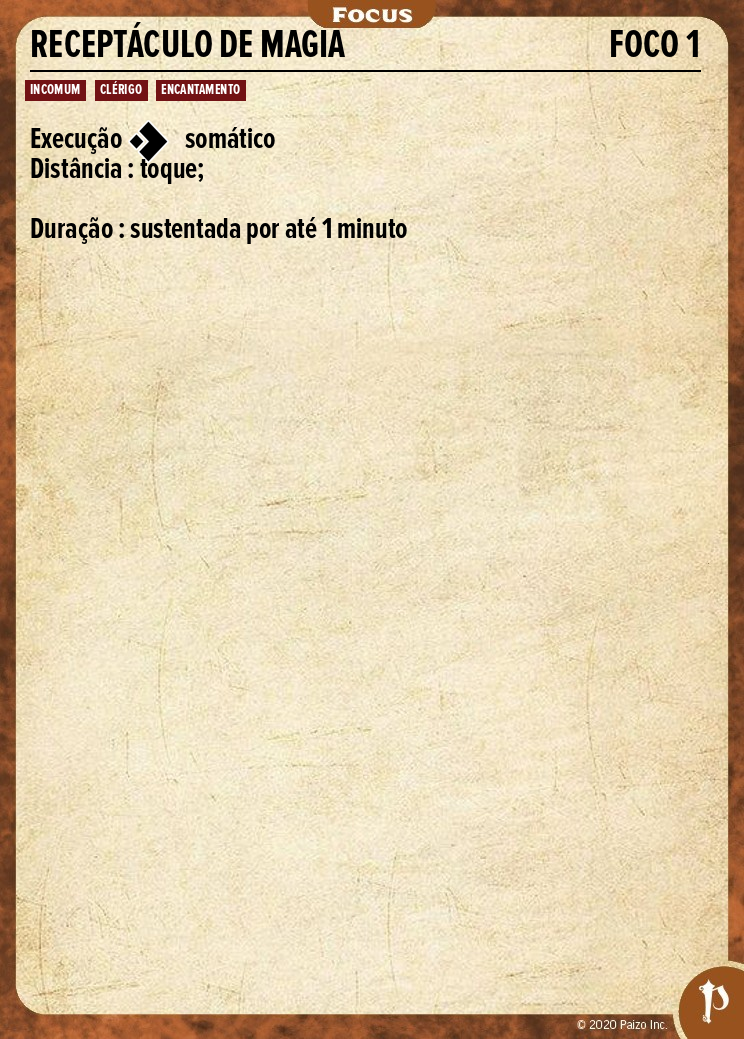 Focus
RECEPTÁCULO DE MAGIA FOCO 1
INCOMUM CLÉRIGO ENCANTAMENTO
Execução somático
Distância : toque;
Duração : sustentada por até 1 minuto
© 2020 Paizo Inc.